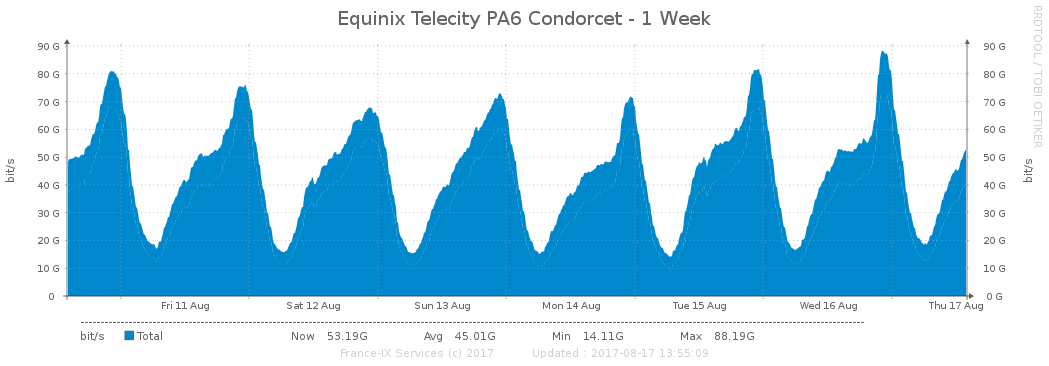 Equinix Telecity PA6 Condorcet - 1 Week
RRDTOOL / TOBI OETIKER
bit/s
90 G 90 G
80 G 80 G
70 G 70 G
60 G 60 G
50 G 50 G
40 G 40 G
30 G 30 G
20 G 20 G
10 G 10 G
0 0 G
bit/s
Fri 11 Aug Sat 12 Aug Sun 13 Aug Mon 14 Aug Tue 15 Aug Wed 16 Aug Thu 17 Aug
bit/s Total Now 53.19G Avg 45.01G Min 14.11G Max 88.19G
France-IX Services (c) 2017 Updated : 2017-08-17 13:55:09